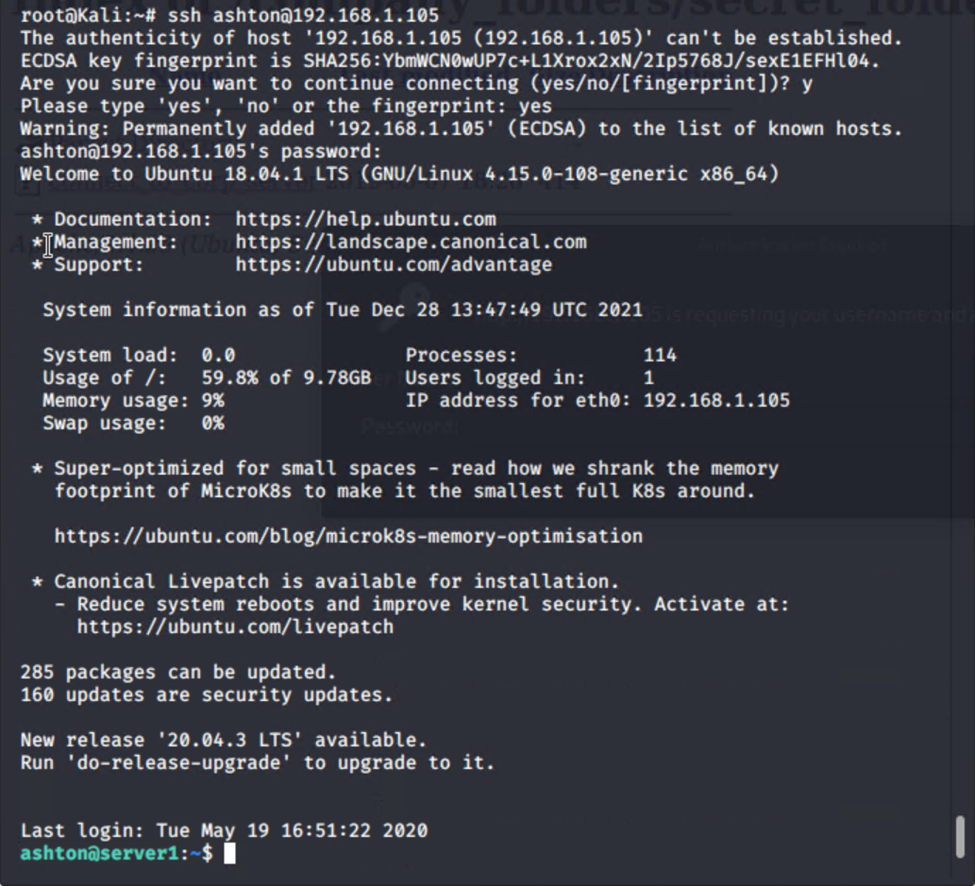 root@Kali:~# ssh ashton@192.168.1.105
The authenticity of host '192.168.1.105 (192.168.1.105)' can't be established.
ECDSA key fingerprint is SHA256:YbmWCN0wUP7c+L1Xrox2xN/2Ip5768J/sexE1EFHl04.
Are you sure you want to continue connecting (yes/no/[fingerprint])? y
Please type 'yes', 'no' or the fingerprint: yes
Warning: Permanently added '192.168.1.105' (ECDSA) to the list of known hosts.
ashton@192.168.1.105's password:
Welcome to Ubuntu 18.04.1 LTS (GNU/Linux 4.15.0-108-generic x86_64)
* Documentation: https://help.ubuntu.com
* Management: https://landscape.canonical.com
* Support: https://ubuntu.com/advantage
System information as of Tue Dec 28 13:47:49 UTC 2021
System load: 0.0 Processes: 114
Usage of /: 59.8% of 9.78GB Users logged in: 1
Memory usage: 9% IP address for eth0: 192.168.1.105
Swap usage: 0%
* Super-optimized for small spaces - read how we shrank the memory
footprint of MicroK8s to make it the smallest full K8s around.
https://ubuntu.com/blog/microk8s-memory-optimisation
* Canonical Livepatch is available for installation.
- Reduce system reboots and improve kernel security. Activate at:
https://ubuntu.com/livepatch
285 packages can be updated.
160 updates are security updates.
New release '20.04.3 LTS' available.
Run 'do-release-upgrade' to upgrade to it.
Last login: Tue May 19 16:51:22 2020
ashton@server1:~$